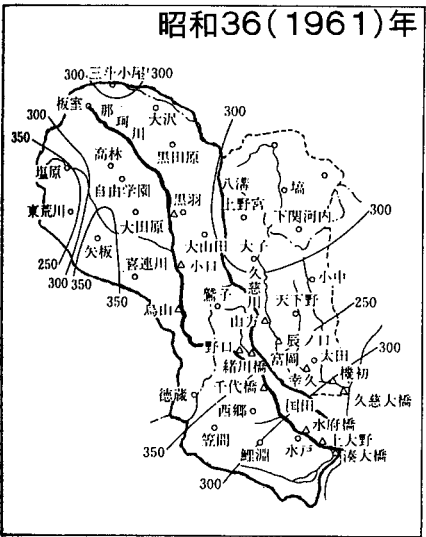 昭和36(1961)年
三斗小屋
300
300
板室
那珂川
大沢
300
300
350
黒田原
高林
塩原
八溝
自由学園
塙
上野宮
東荒川
黒羽
下関河内
300
大田原
大山田
矢板
大子
250
喜連川
小口
久慈川
小中
300
350
350
鷲子
天下野
250
烏山
山方
辰ノ口
野口
富岡
太田
300
緒川橋
幸久
機初
徳蔵
千代橋
久慈大橋
西郷
国田
水府橋
笠間
上大野
350
鯉淵
水戸
湊大橋
300